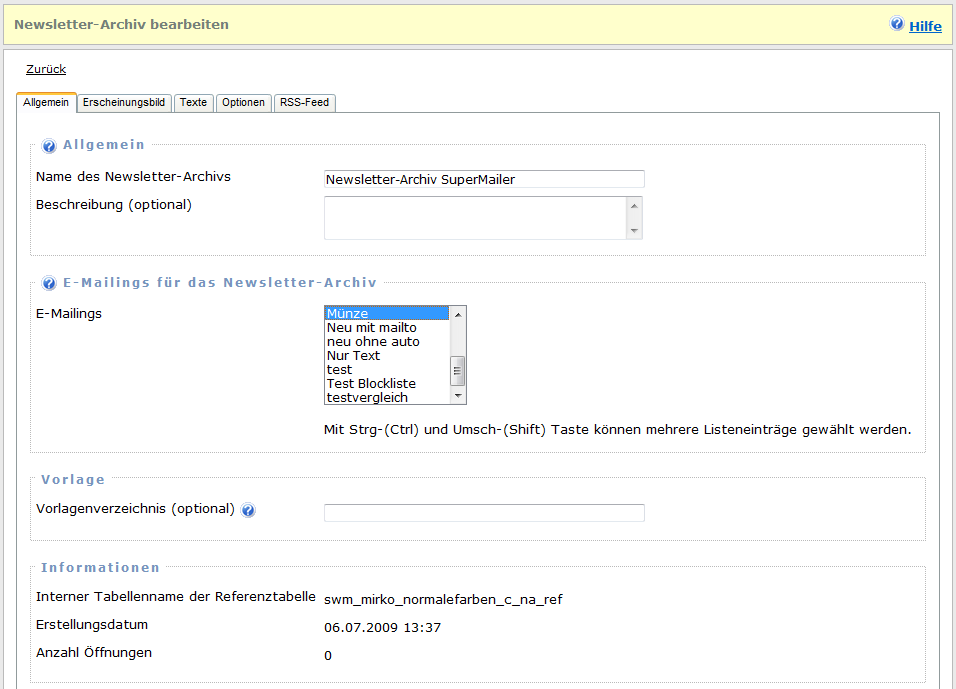 Newsletter-Archiv bearbeiten
Hilfe
Zurück
Allgemein Erscheinungsbild Texte Optionen RSS-Feed
Allgemein
Name des Newsletter-Archivs Newsletter-Archiv SuperMailer
Beschreibung (optional)
E-Mailings für das Newsletter-Archiv
E-Mailings
Münze
Neu mit mailto
neu ohne auto
Nur Text
test
Test Blockliste
testvergleich
Mit Strg-(Ctrl) und Umsch-(Shift) Taste können mehrere Listeneinträge gewählt werden.
Vorlage
Vorlagenverzeichnis (optional)
Informationen
Interner Tabellenname der Referenztabelle swm_mirko_normalefarben_c_na_ref
Erstellungsdatum 06.07.2009 13:37
Anzahl Öffnungen 0